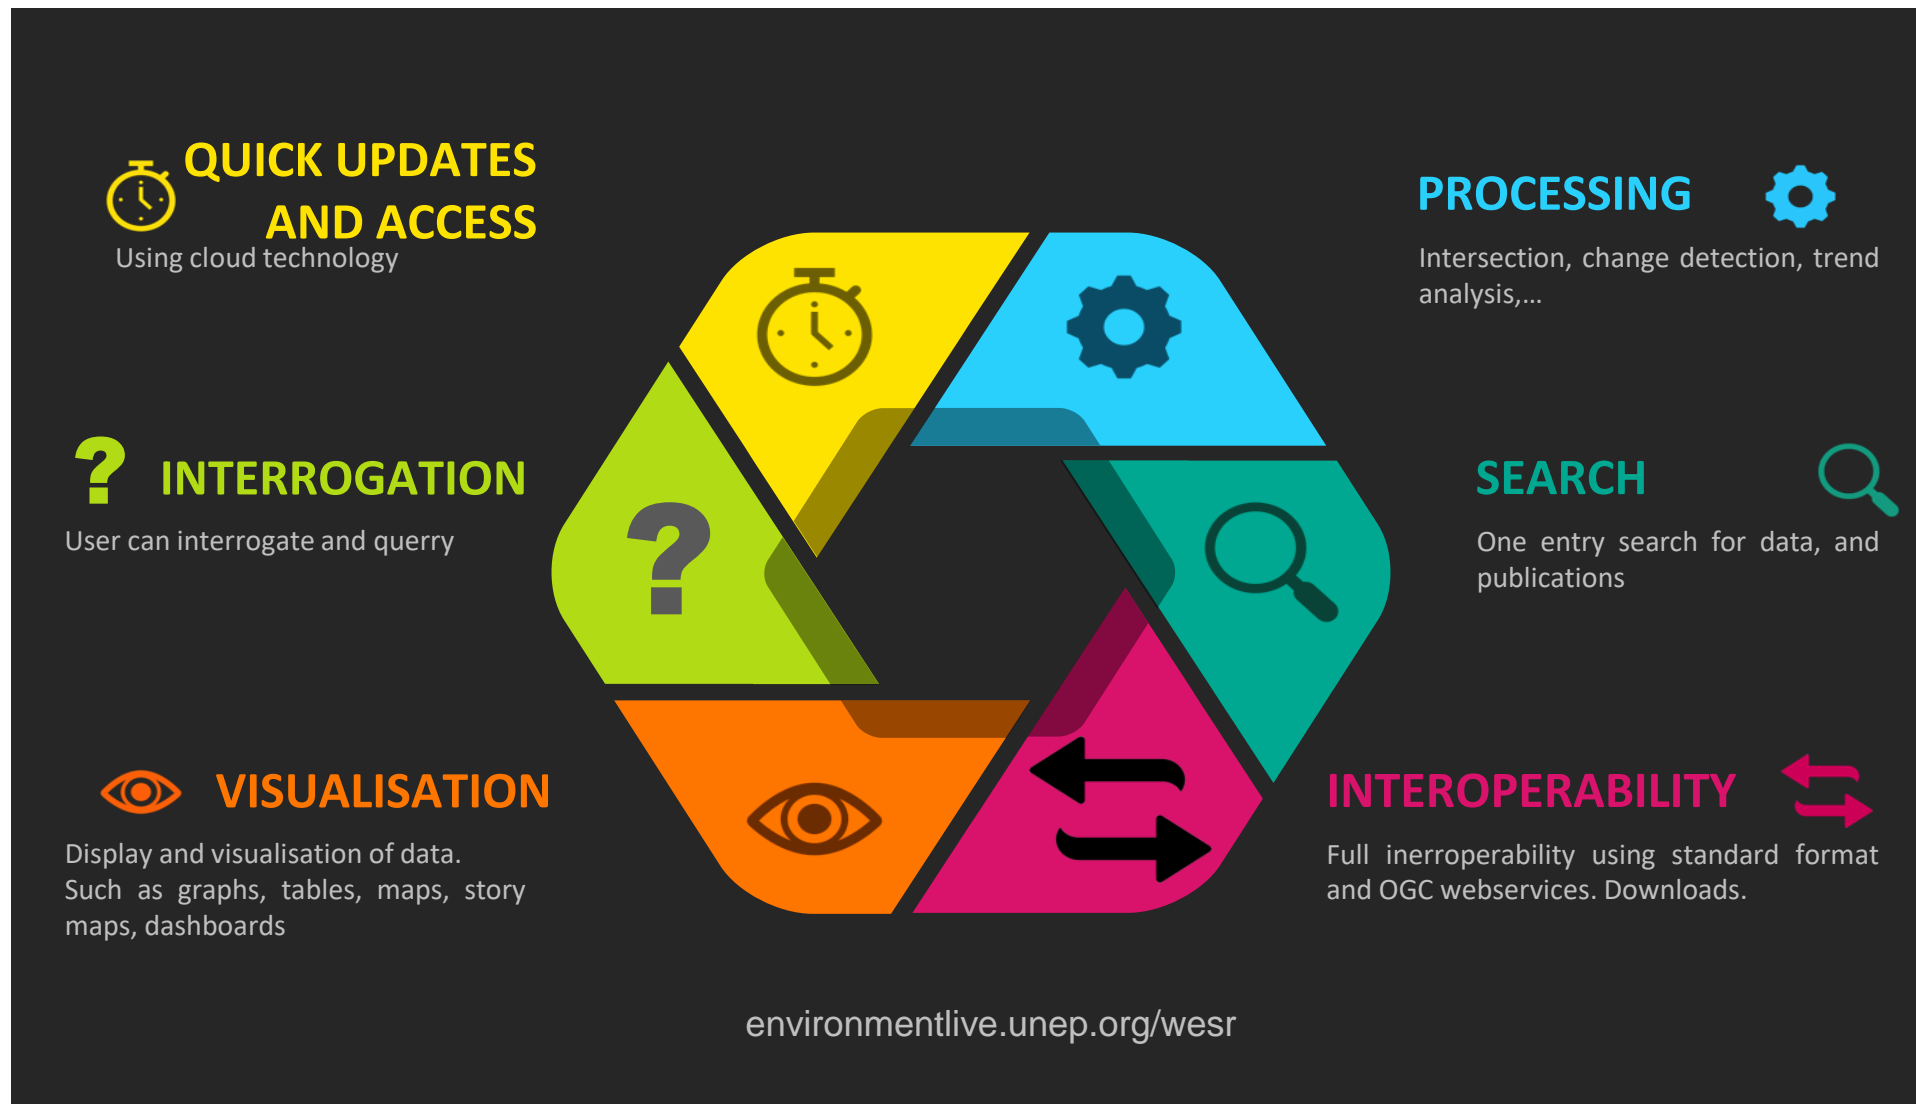 QUICK UPDATES
AND ACCESS
Using cloud technology
INTERROGATION
User can interrogate and querry
VISUALISATION
Display and visualisation of data.
Such as graphs, tables, maps, story
maps, dashboards
PROCESSING
Intersection, change detection, trend
analysis,...
SEARCH
One entry search for data, and
publications
INTEROPERABILITY
Full inerroperability using standard format
and OGC webservices. Downloads.
environmentlive.unep.org/wesr